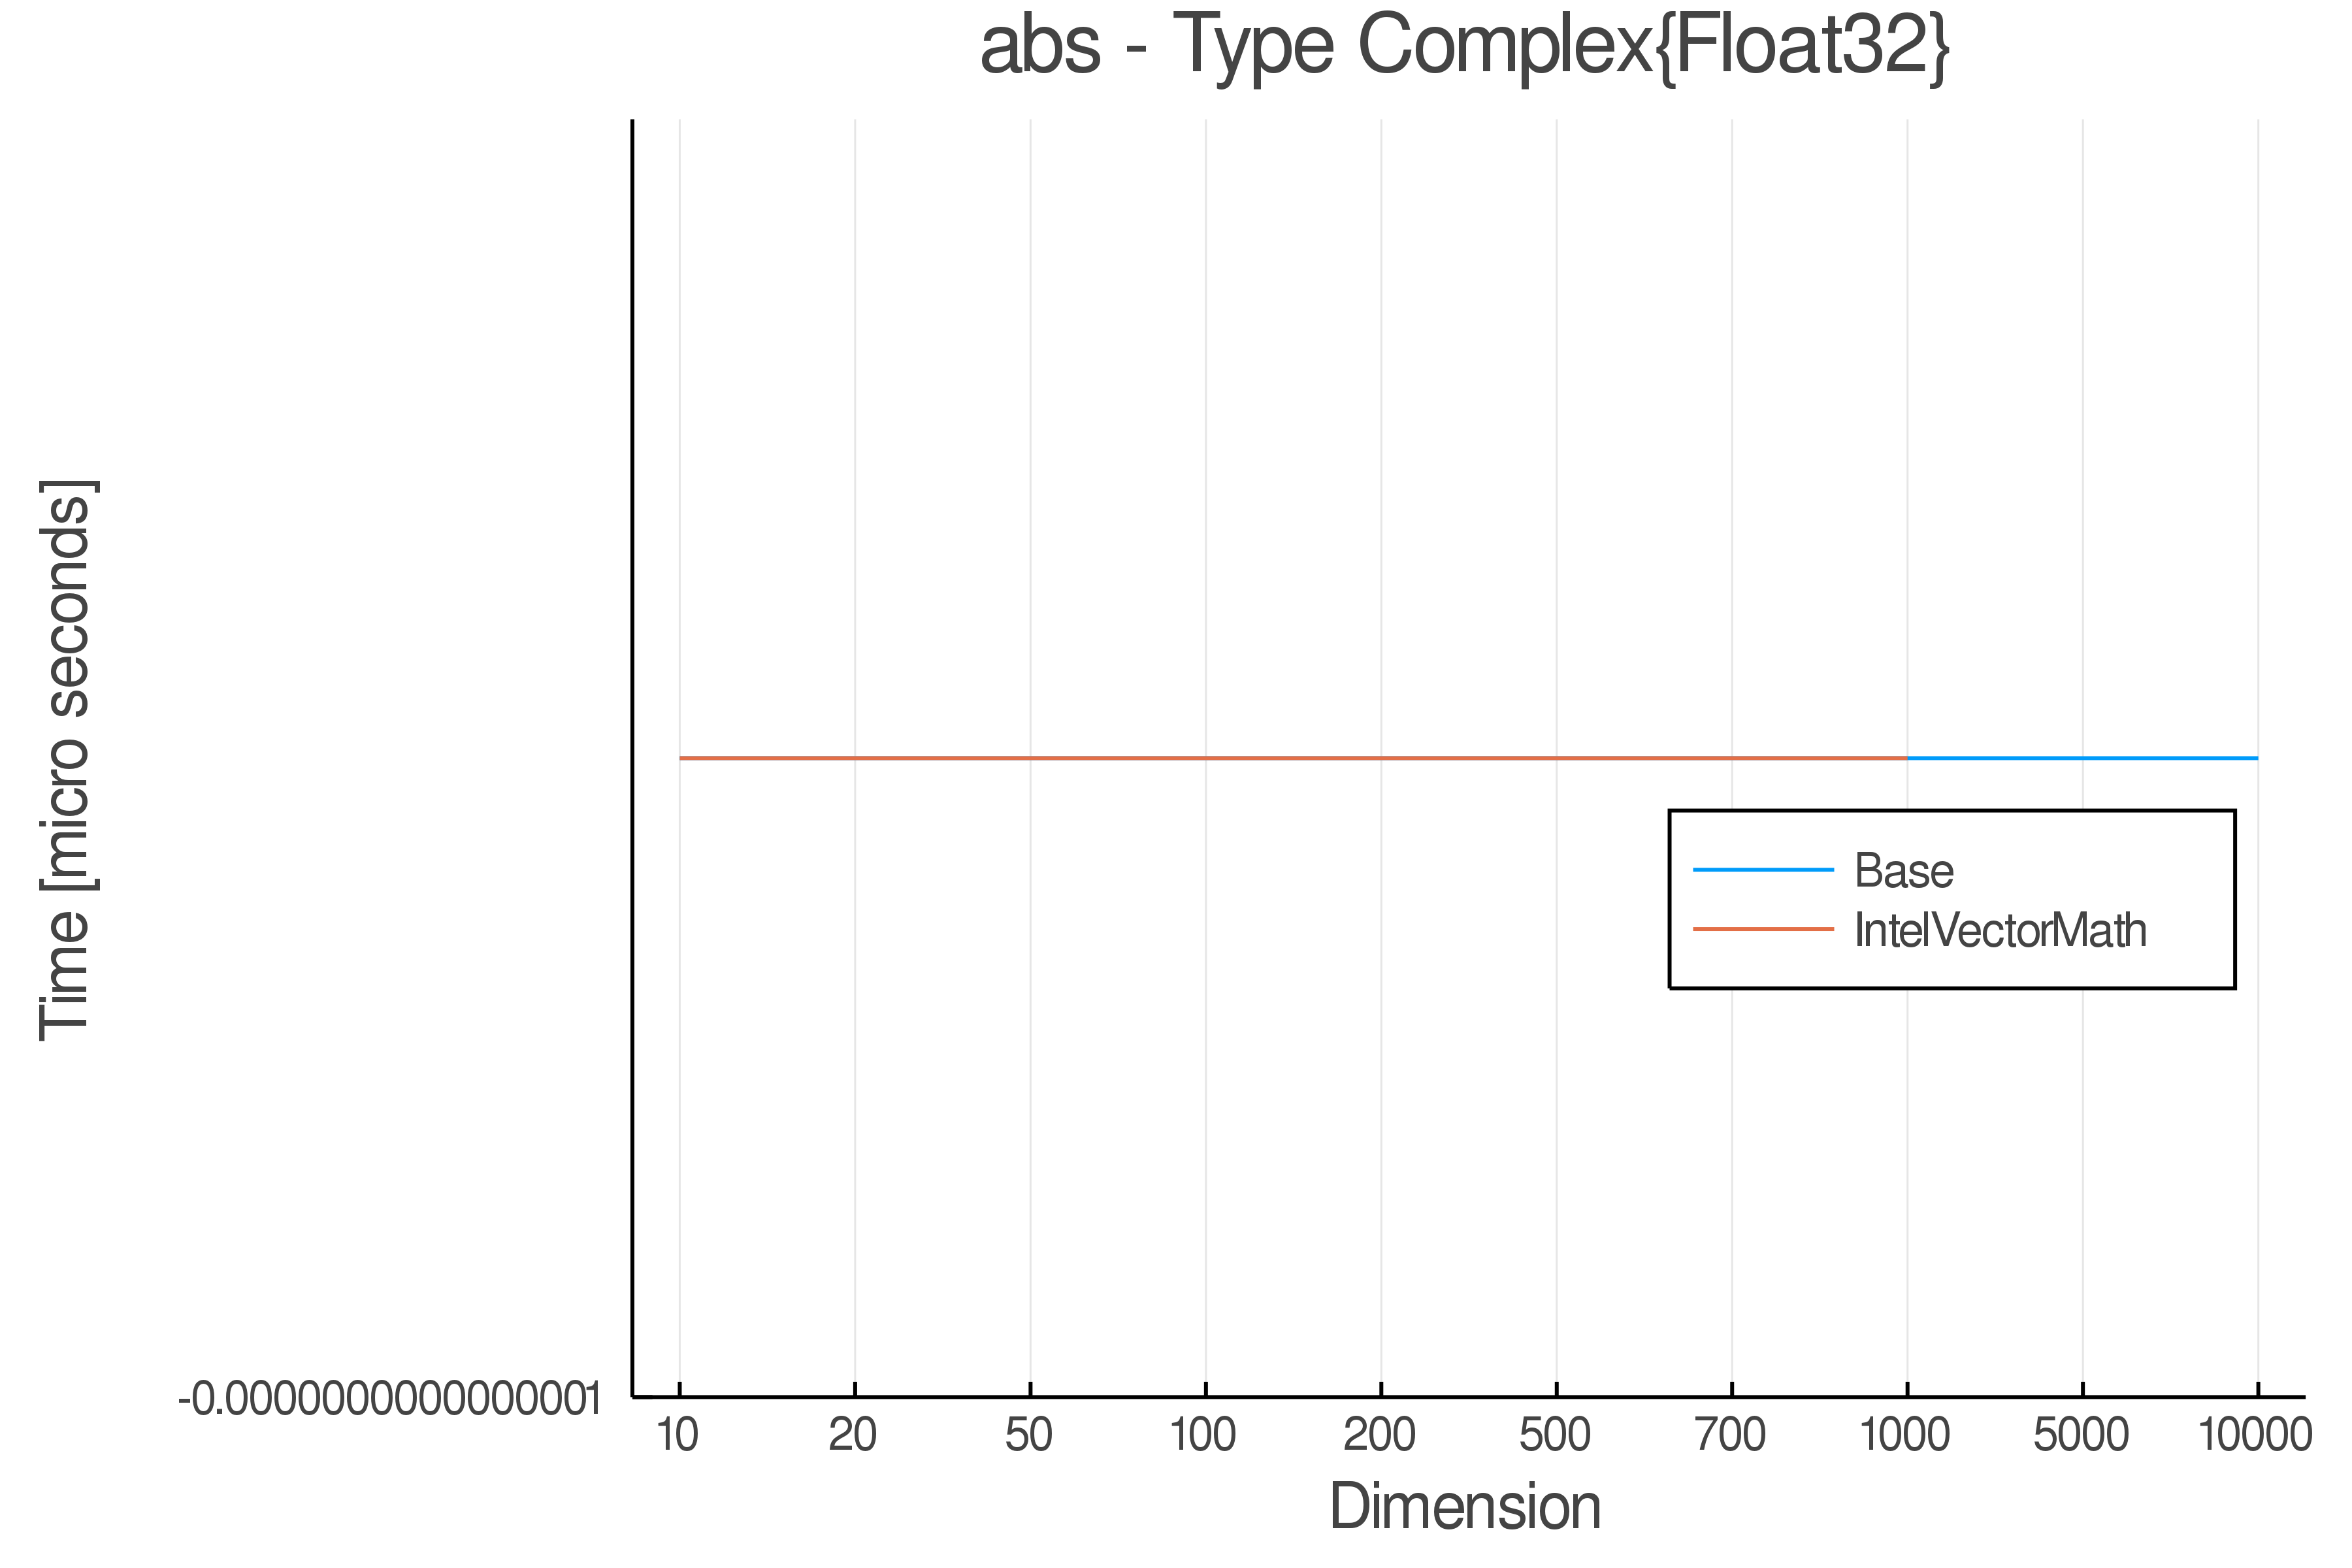 abs - Type Complex{Float32}
Time [micro seconds]
Base
IntelVectorMath
-0.0000000000000001
10 20 50 100 200 500 700 1000 5000 10000
Dimension